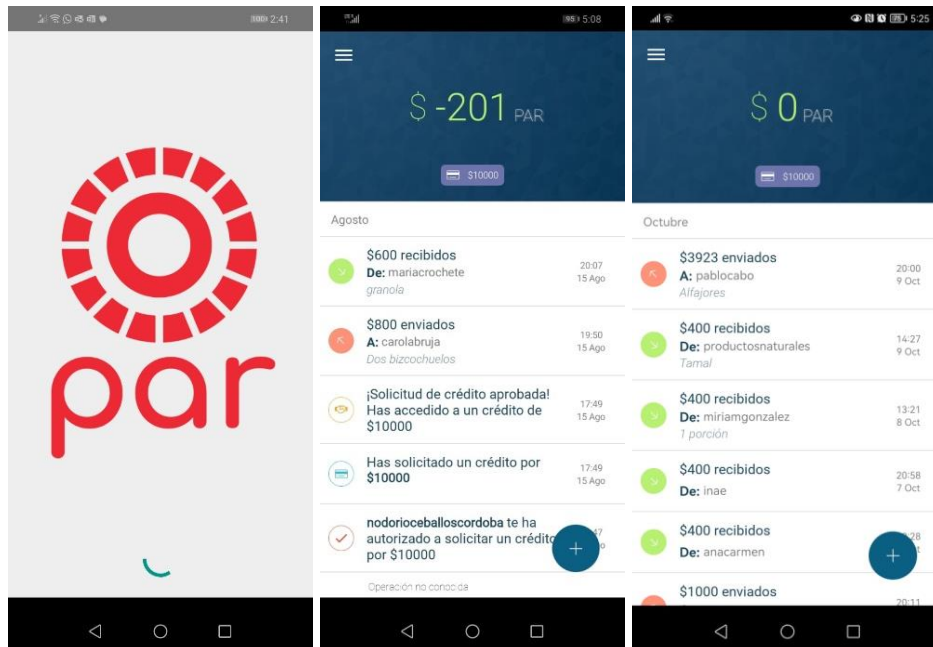 2:41
par
5:08
$ -201 PAR
$10000
Agosto
$600 recibidos
De: mariacrochete
granola
20:07
15 Ago
$800 enviados
A: carolabruja
Dos bizcochuelos
19:50
15 Ago
¡Solicitud de crédito aprobada!
Has accedido a un crédito de
$10000
17:49
15 Ago
Has solicitado un crédito por
$10000
17:49
15 Ago
nodorioceballoscordoba te ha
autorizado a solicitar un crédito
por $10000
47
Operación no conocida
5:25
$ 0 PAR
$10000
Octubre
$3923 enviados
A: pablocabo
Alfajores
20:00
9 Oct
$400 recibidos
De: productosnaturales
Tamal
14:27
9 Oct
$400 recibidos
De: miriamgonzalez
1 porción
13:21
8 Oct
$400 recibidos
De: inae
20:58
7 Oct
$400 recibidos
De: anacarmen
28
$1000 enviados
20:11